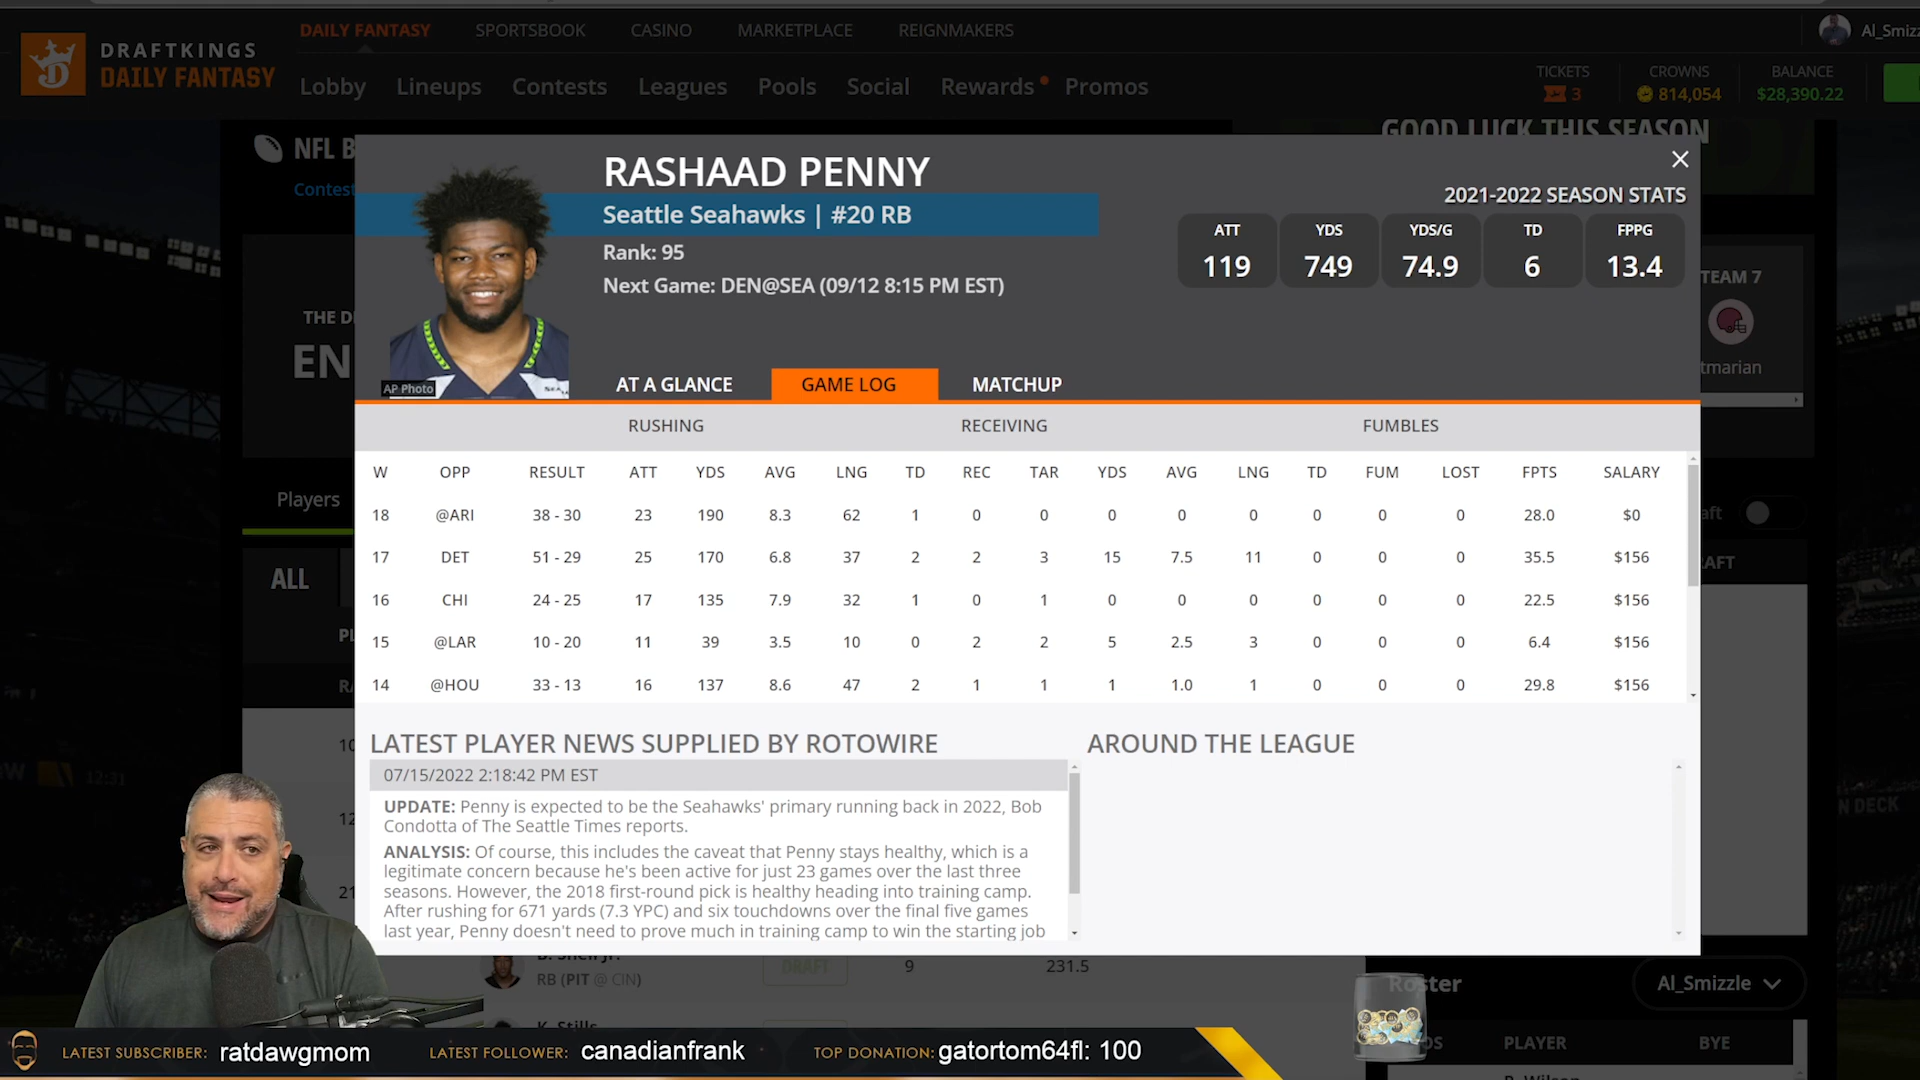 DAILY FANTASY SPORTSBOOK CASINO MARKETPLACE REIGNMAKERS
DRAFTKINGS
DAILY FANTASY
Lobby Lineups Contests Leagues Pools Social Rewards Promos
TICKETS CROWNS BALANCE
3 814,054 $28,390.22
GOOD LUCK THIS SEASON
NFL B
Contest
RASHAAD PENNY
Seattle Seahawks | #20 RB
Rank: 95
Next Game: DEN@SEA (09/12 8:15 PM EST)
AP Photo
2021-2022 SEASON STATS
ATT YDS YDS/G TD FPPG
119 749 74.9 6 13.4
TEAM 7
tmarian
THE D
EN
AT A GLANCE GAME LOG MATCHUP
RUSHING RECEIVING FUMBLES
W OPP RESULT ATT YDS AVG LNG TD REC TAR YDS AVG LNG TD FUM LOST FPTS SALARY
18 @ARI 38 - 30 23 190 8.3 62 1 0 0 0 0 0 0 0 0 28.0 $0
17 DET 51 - 29 25 170 6.8 37 2 2 3 15 7.5 11 0 0 0 35.5 $156
16 CHI 24 - 25 17 135 7.9 32 1 0 1 0 0 0 0 0 0 22.5 $156
15 @LAR 10 - 20 11 39 3.5 10 0 2 2 5 2.5 3 0 0 0 6.4 $156
14 @HOU 33 - 13 16 137 8.6 47 2 1 1 1 1.0 1 0 0 0 29.8 $156
Players
ALL
LATEST PLAYER NEWS SUPPLIED BY ROTOWIRE
07/15/2022 2:18:42 PM EST
UPDATE: Penny is expected to be the Seahawks' primary running back in 2022, Bob
Condotta of The Seattle Times reports.
ANALYSIS: Of course, this includes the caveat that Penny stays healthy, which is a
legitimate concern because he's been active for just 23 games over the last three
seasons. However, the 2018 first-round pick is healthy heading into training camp.
After rushing for 671 yards (7.3 YPC) and six touchdowns over the final five games
last year, Penny doesn't need to prove much in training camp to win the starting job
AROUND THE LEAGUE
N DECK
DRAFT 9 231.5
RB (PIT @ CIN)
Roster
Al_Smizzle
PLAYER BYE
LATEST SUBSCRIBER: ratdawgmom LATEST FOLLOWER: canadianfrank TOP DONATION: gatortom64fl: 100